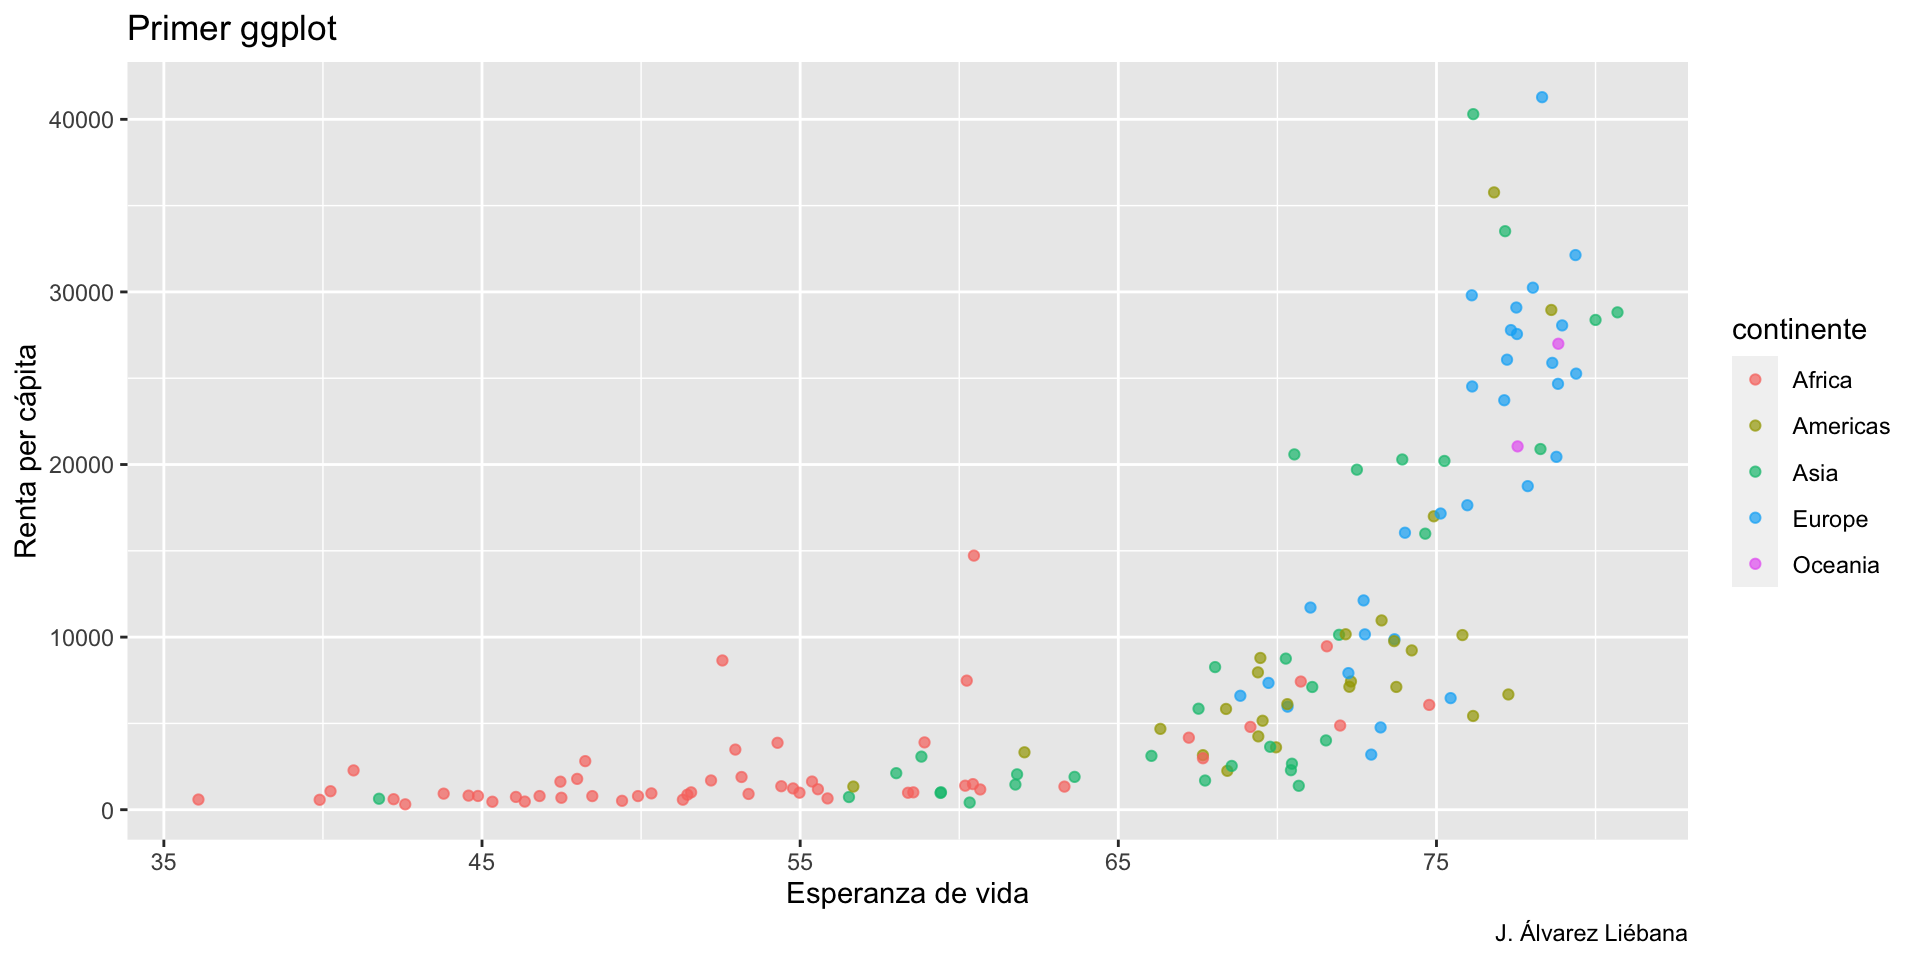 Primer ggplot
Renta per cápita
40000
30000
20000
10000
0
35 45 55 65 75
Esperanza de vida
continente
Africa
Americas
Asia
Europe
Oceania
J. Álvarez Liébana